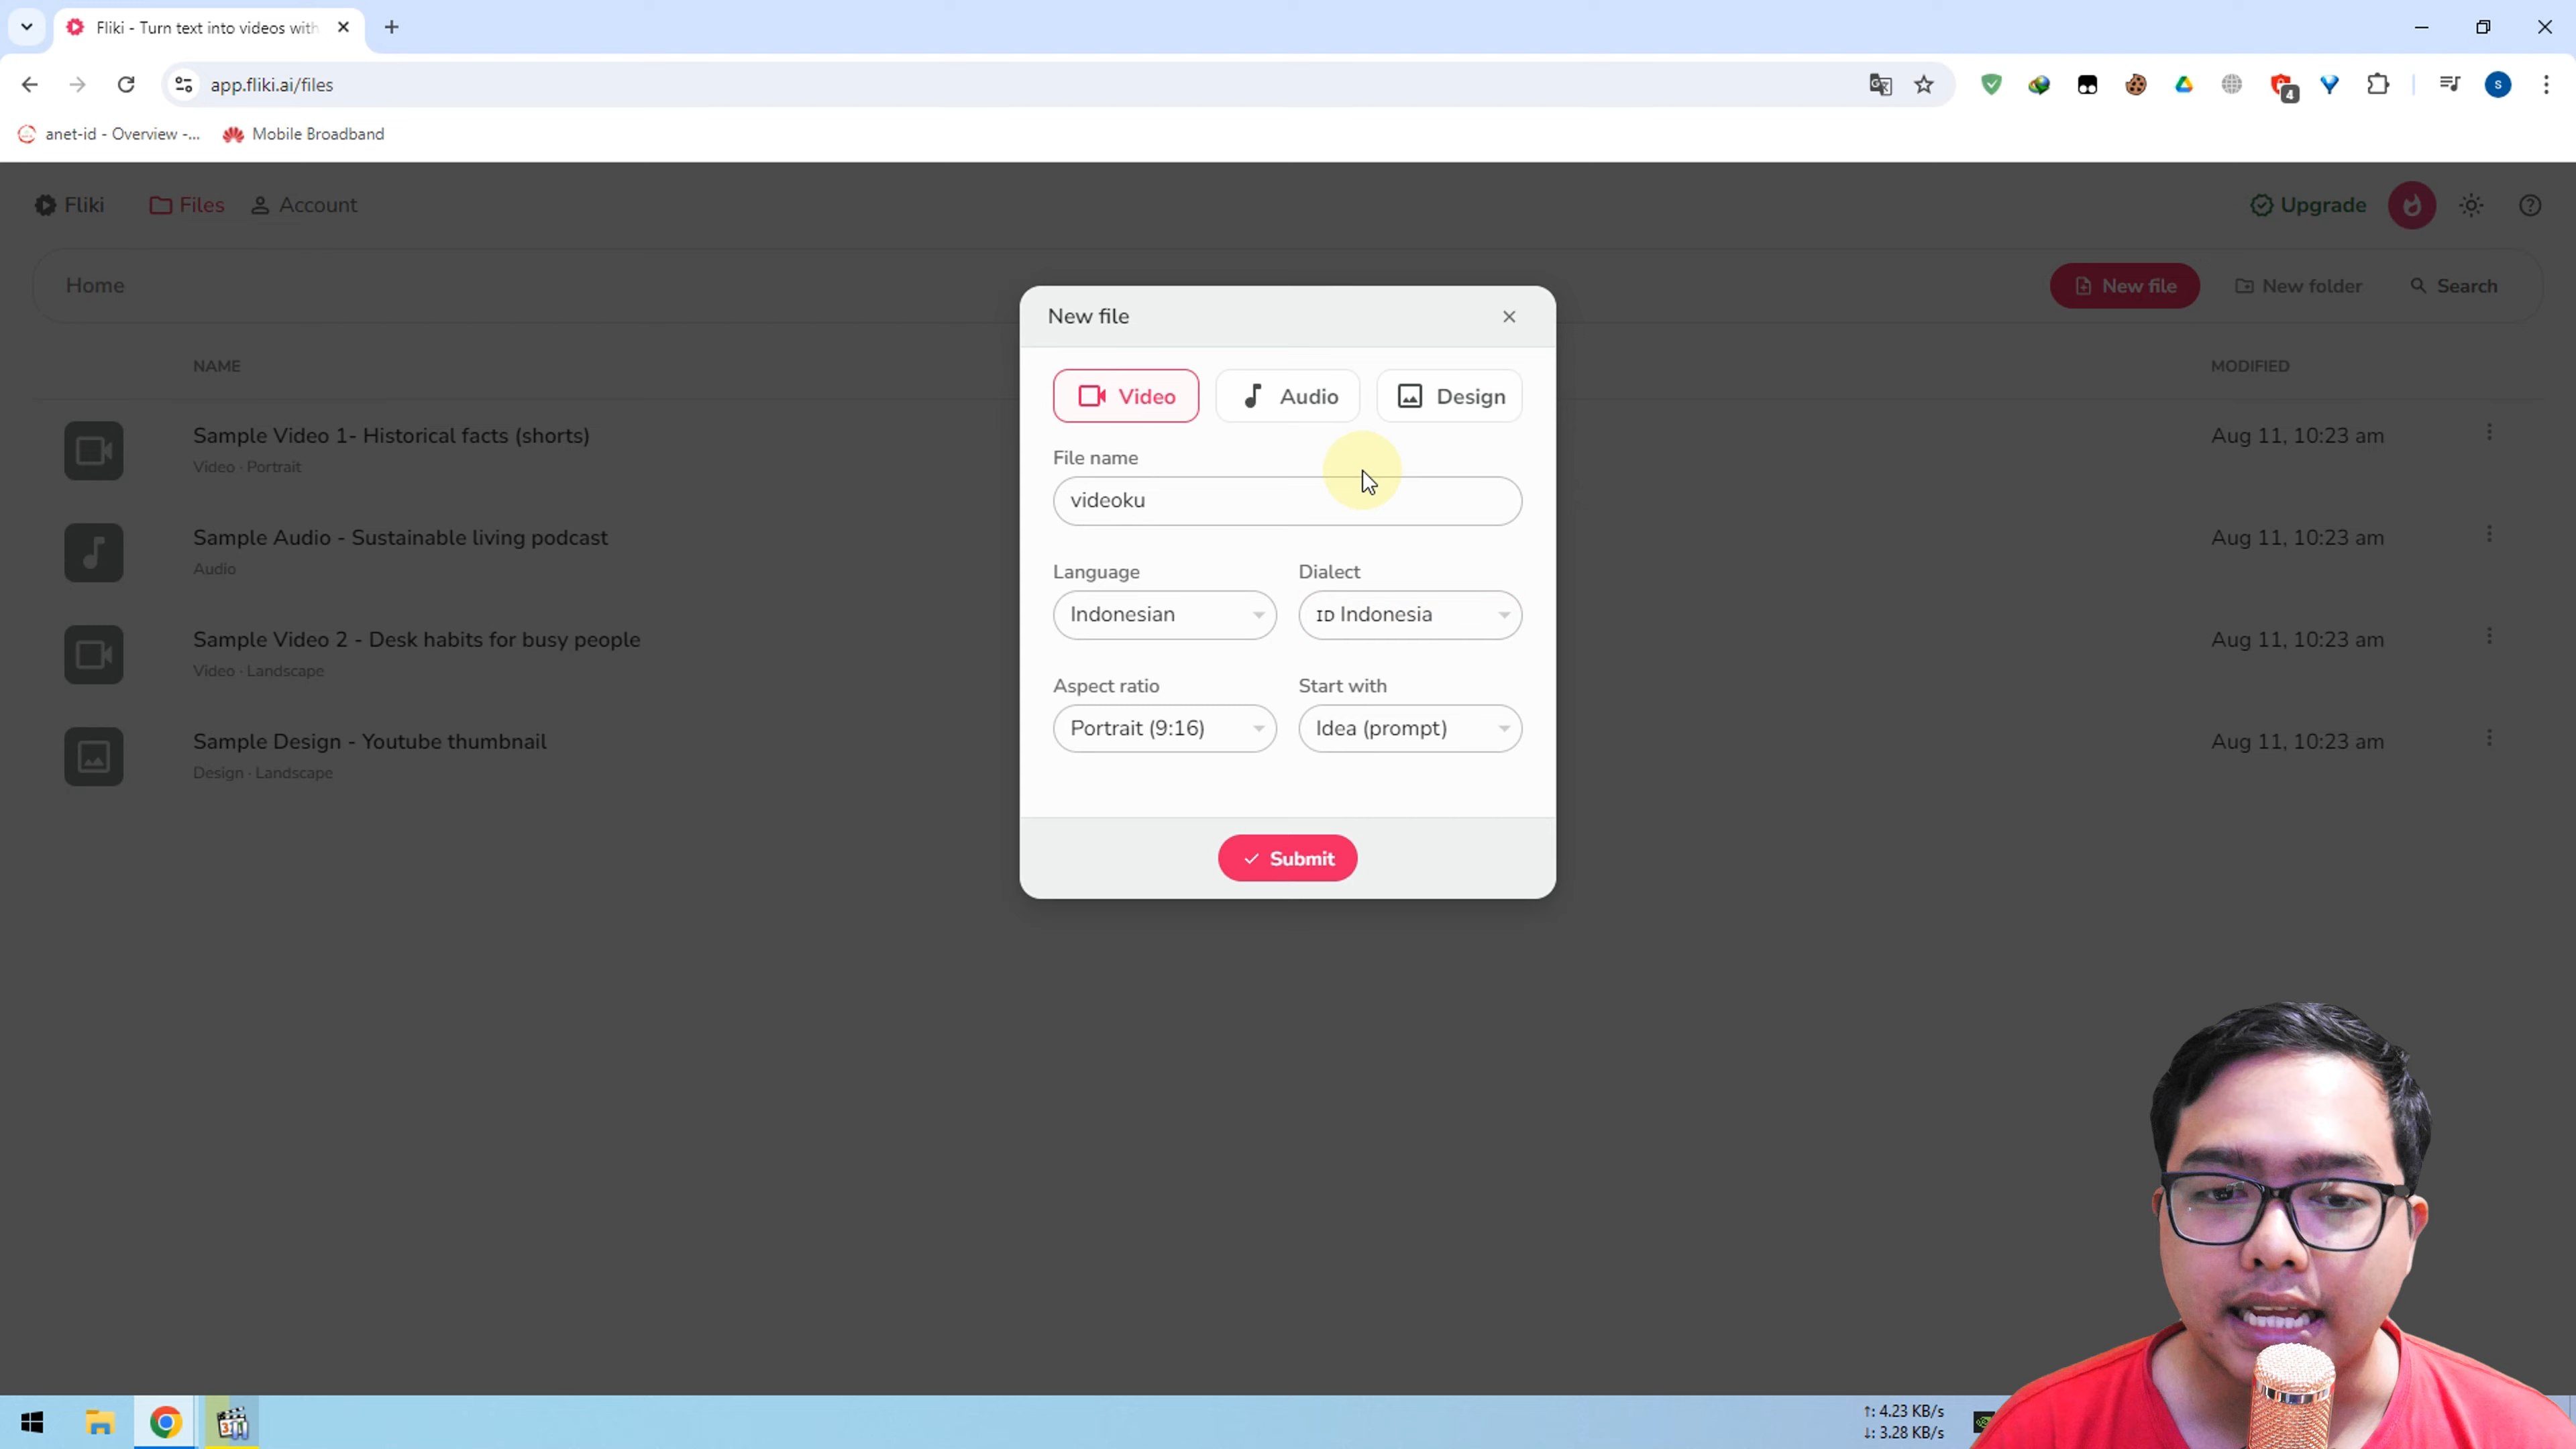 Fliki - Turn text into videos with
app.fliki.ai/files
4
S
anet-id - Overview -...
Mobile Broadband
Fliki
Files
Account
Upgrade
Home
New file
New folder
Search
NAME
MODIFIED
Sample Video 1- Historical facts (shorts)
Video · Portrait
Aug 11, 10:23 am
Sample Audio - Sustainable living podcast
Audio
Aug 11, 10:23 am
Sample Video 2 - Desk habits for busy people
Video · Landscape
Aug 11, 10:23 am
Sample Design - Youtube thumbnail
Design · Landscape
Aug 11, 10:23 am
New file
Video
Audio
Design
File name
videoku
Language
Dialect
Indonesian
ID Indonesia
Aspect ratio
Start with
Portrait (9:16)
Idea (prompt)
Submit
↑: 4.23 KB/s
↓: 3.28 KB/s